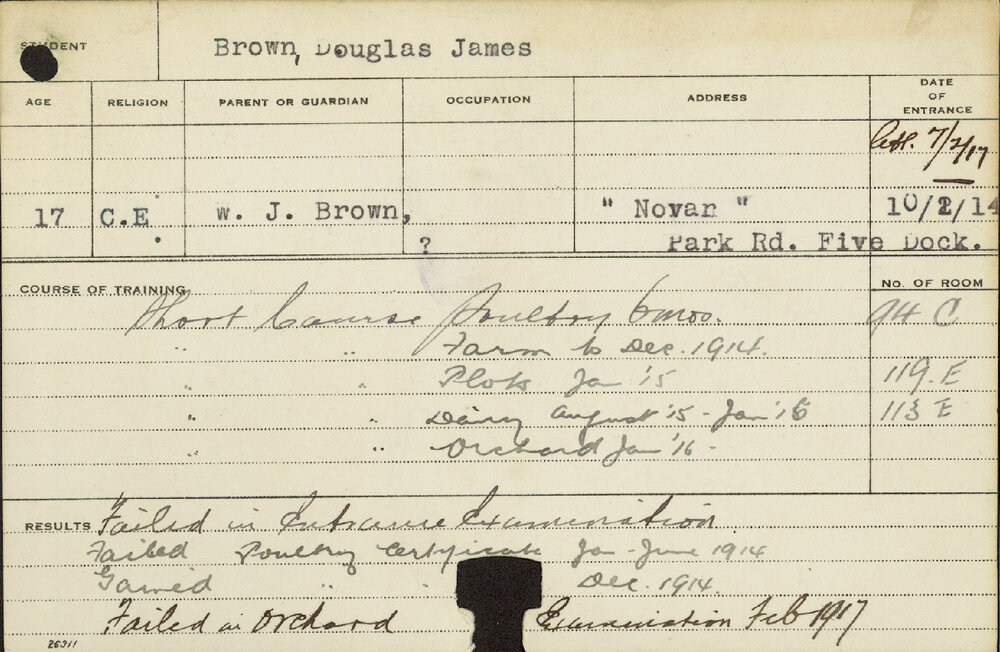 STUDENT Brown, Douglas James
AGE RELIGION PARENT OR GUARDIAN OCCUPATION ADDRESS DATE OF ENTRANCE
7/2/17
17 C.E. W. J. Brown, " Novar " 10/2/14
? Park Rd. Five Dock.
COURSE OF TRAINING No. OF ROOM
Short Course Poultry 6 mos. 94 C
" " Farm to Dec. 1914.
" " Plots Jan '15 119. E
" " Dairy August '15 - Jan '16 113 E
" " Orchard Jan '16 -
RESULTS Failed in Entrance Examination
Failed Poultry Certificate Jan - June 1914
Gained " " Dec. 1914.
Failed in Orchard Examination Feb 1917
26311